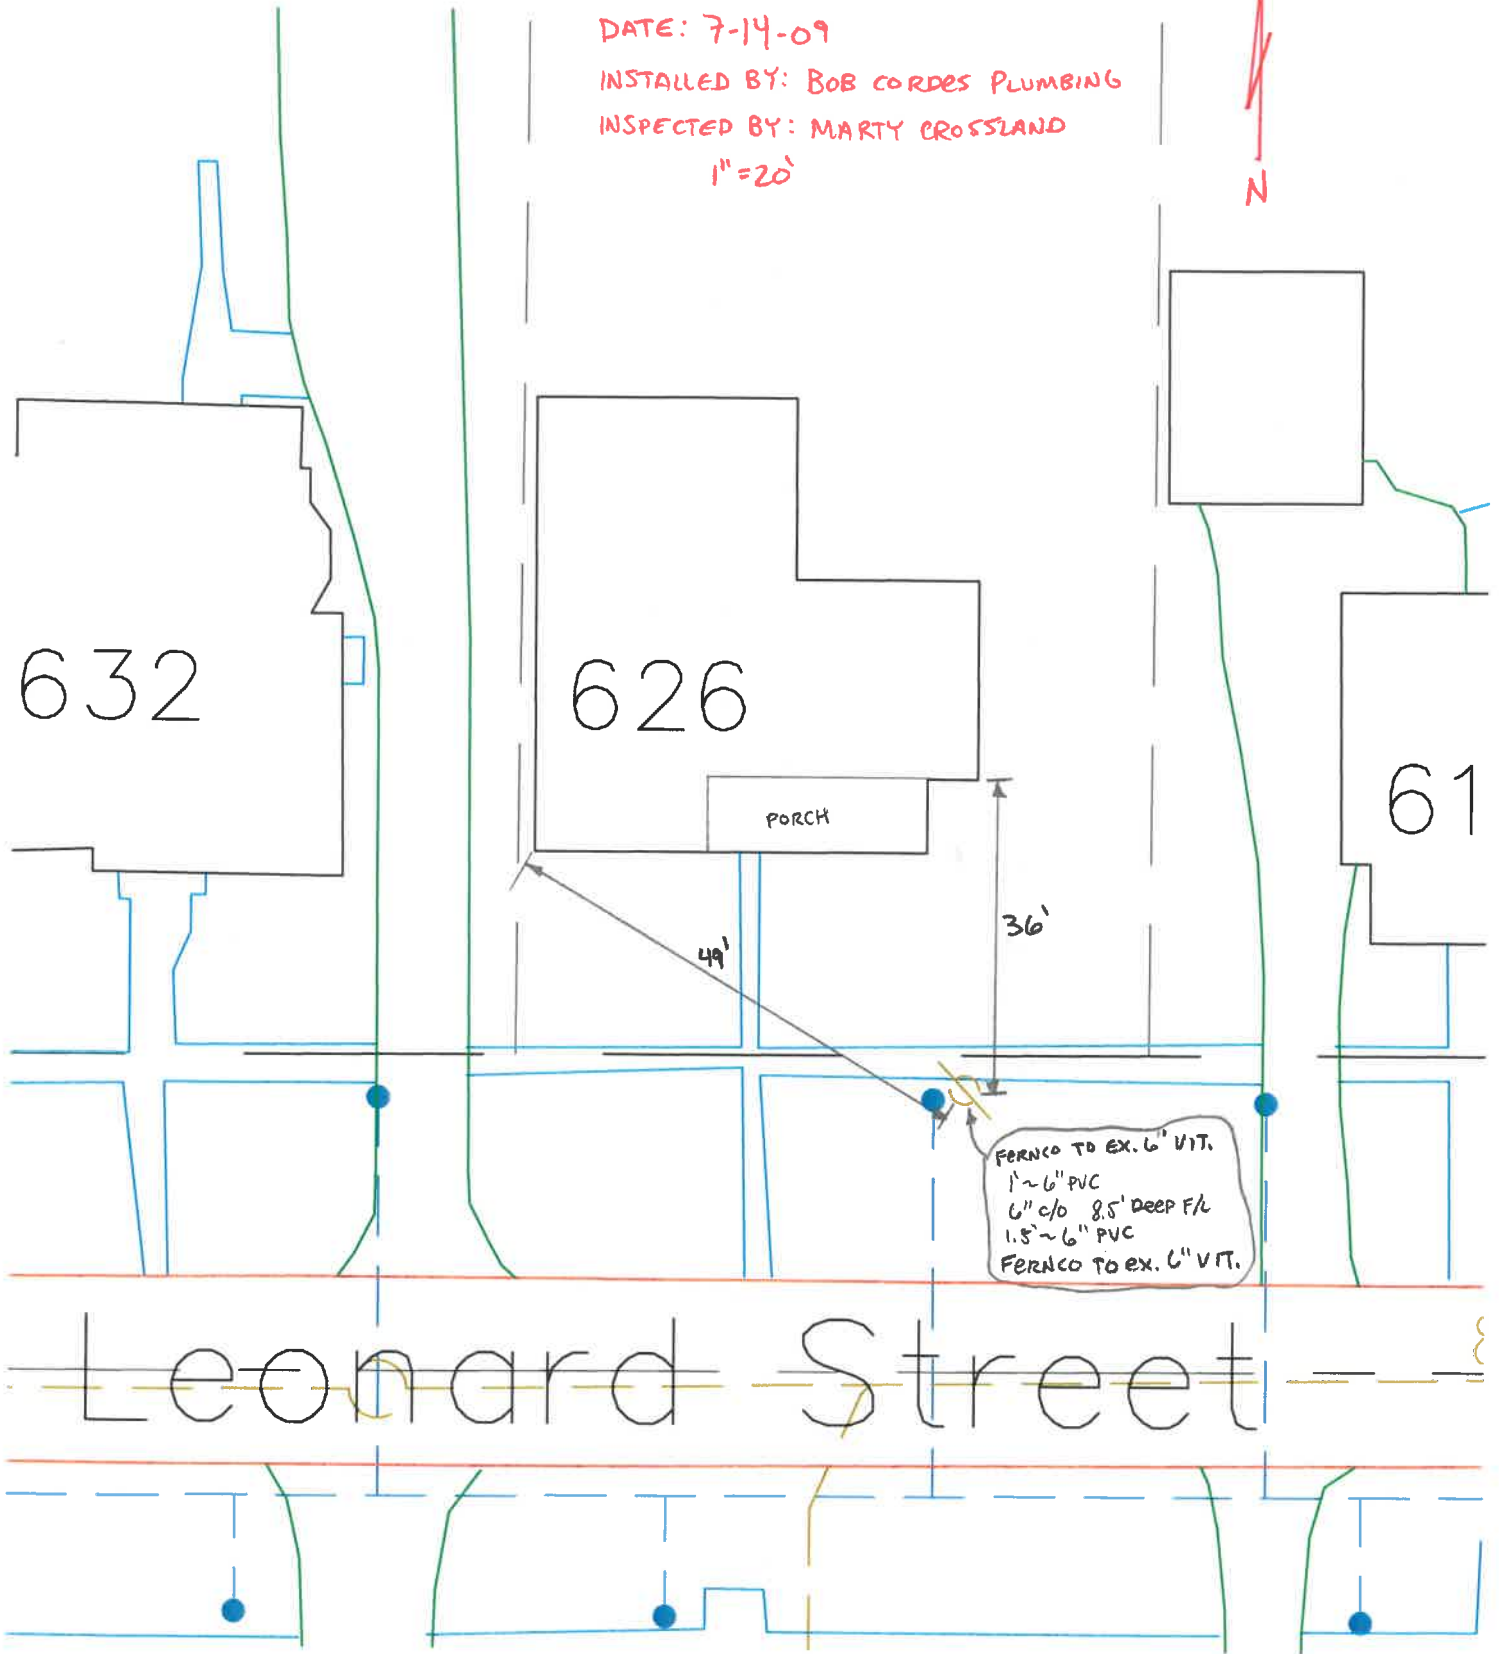 DATE: 7-14-09
INSTALLED BY: BOB CORDES PLUMBING
INSPECTED BY: MARTY CROSSLAND
1"=20'
N
632
626
61
PORCH
36'
49'
FERNCO TO EX. 6" VIT.
1'~6" PVC
6" c/o 8.5' DEEP F/L
1.5'~6" PVC
FERNCO TO EX. 6" VIT.
Leonard Street